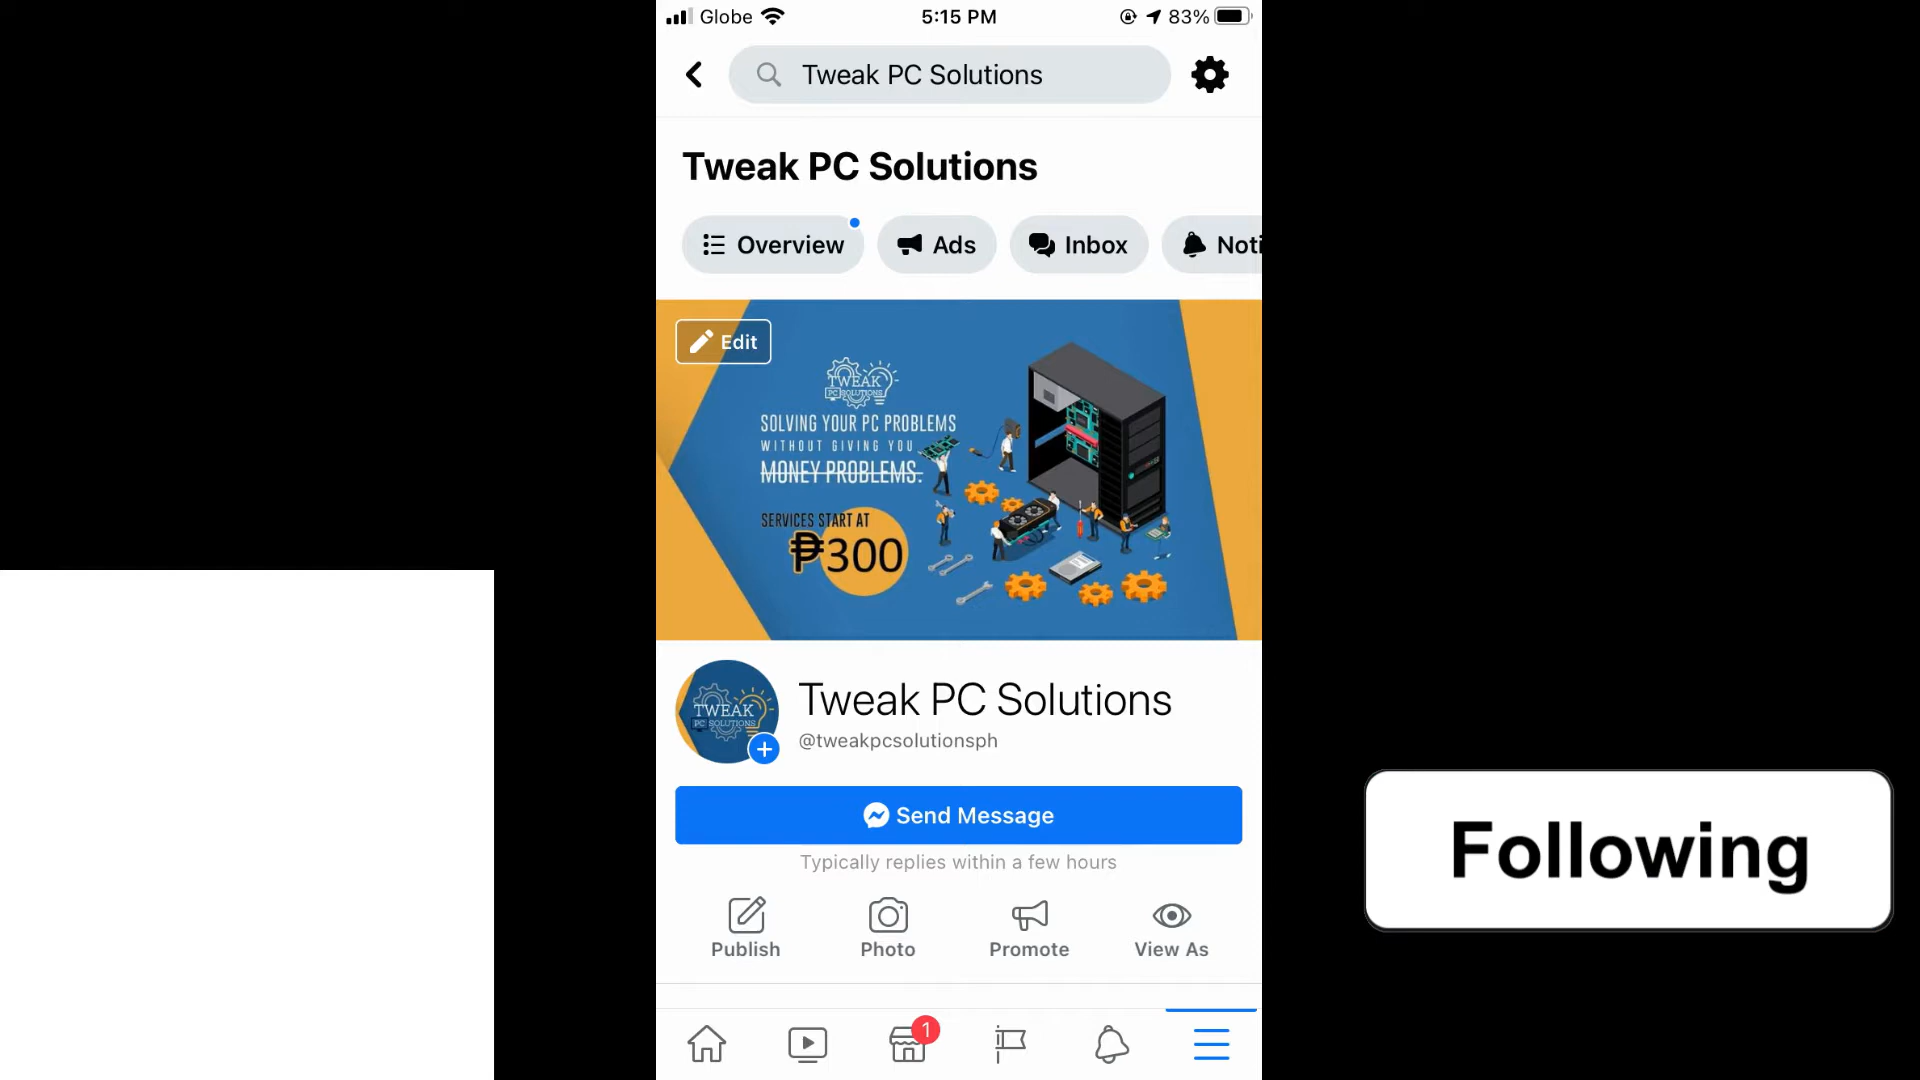 Globe 5:15 PM 83%
Tweak PC Solutions
Tweak PC Solutions
Overview Ads Inbox Noti
Edit
TWEAK
PC SOLUTIONS
SOLVING YOUR PC PROBLEMS
WITHOUT GIVING YOU
MONEY PROBLEMS.
SERVICES START AT
₱300
TWEAK
PC SOLUTIONS
Tweak PC Solutions
@tweakpcsolutionsph
Send Message
Typically replies within a few hours
Following
Publish Photo Promote View As
1